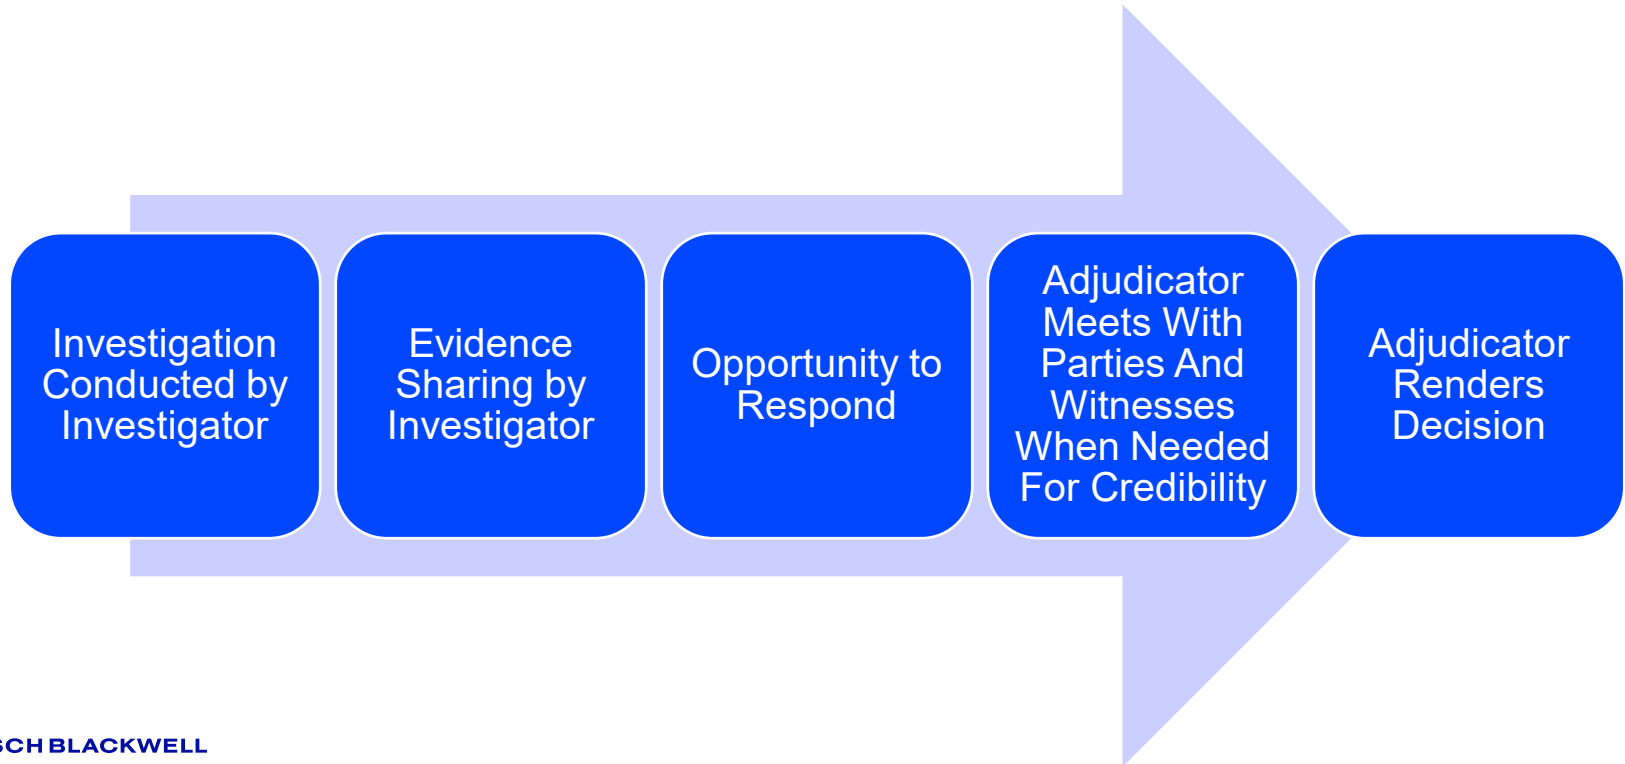 Investigation
Conducted by
Investigator
Evidence
Sharing by
Investigator
Opportunity to
Respond
Adjudicator
Meets With
Parties And
Witnesses
When Needed
For Credibility
Adjudicator
Renders
Decision
BLACKWELL